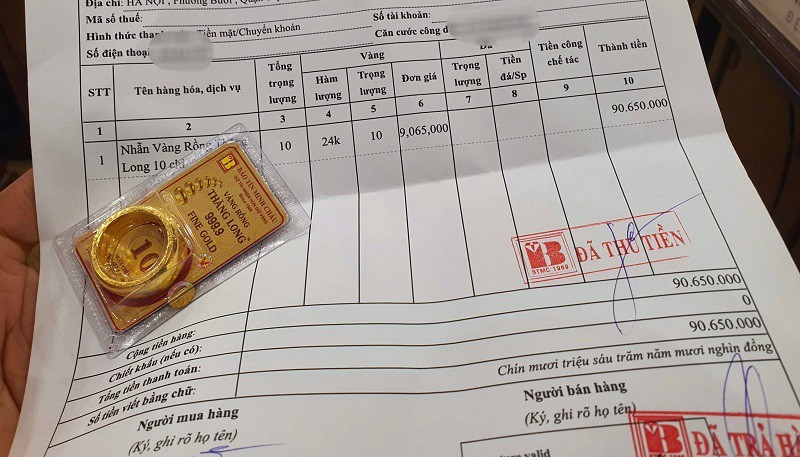 Địa chỉ: HÀ NỘI , Phường Bưởi , Quận
Mã số thuế:
Hình thức thanh Tiền mặt/Chuyển khoản
Số tài khoản:
Số điện thoại
Căn cước công d
STT
Tên hàng hóa, dịch vụ
Tổng trọng lượng
Vàng
Hàm lượng
Trọng lượng
Đơn giá
Trọng lượng
Tiền đá/Sp
Tiền công chế tác
Thành tiền
1 2 3 4 5 6 7 8 9 10
1 Nhẫn Vàng Rồng 10 24k 10 9,065,000 90.650.000
Long 10 chỉ
BẢO TÍN MINH CHÂU
VÀNG RỒNG
THĂNG LONG
999.9
FINE GOLD
10
BTMC 1989
ĐÃ THU TIỀN
Cộng tiền hàng: 90.650.000
Chiết khấu (nếu có): 0
Tổng tiền thanh toán: 90.650.000
Số tiền viết bằng chữ: Chín mươi triệu sáu trăm năm mươi nghìn đồng
Người mua hàng
(Ký, ghi rõ họ tên)
Người bán hàng
(Ký, ghi rõ họ tên)
valid
ĐÃ TRẢ H